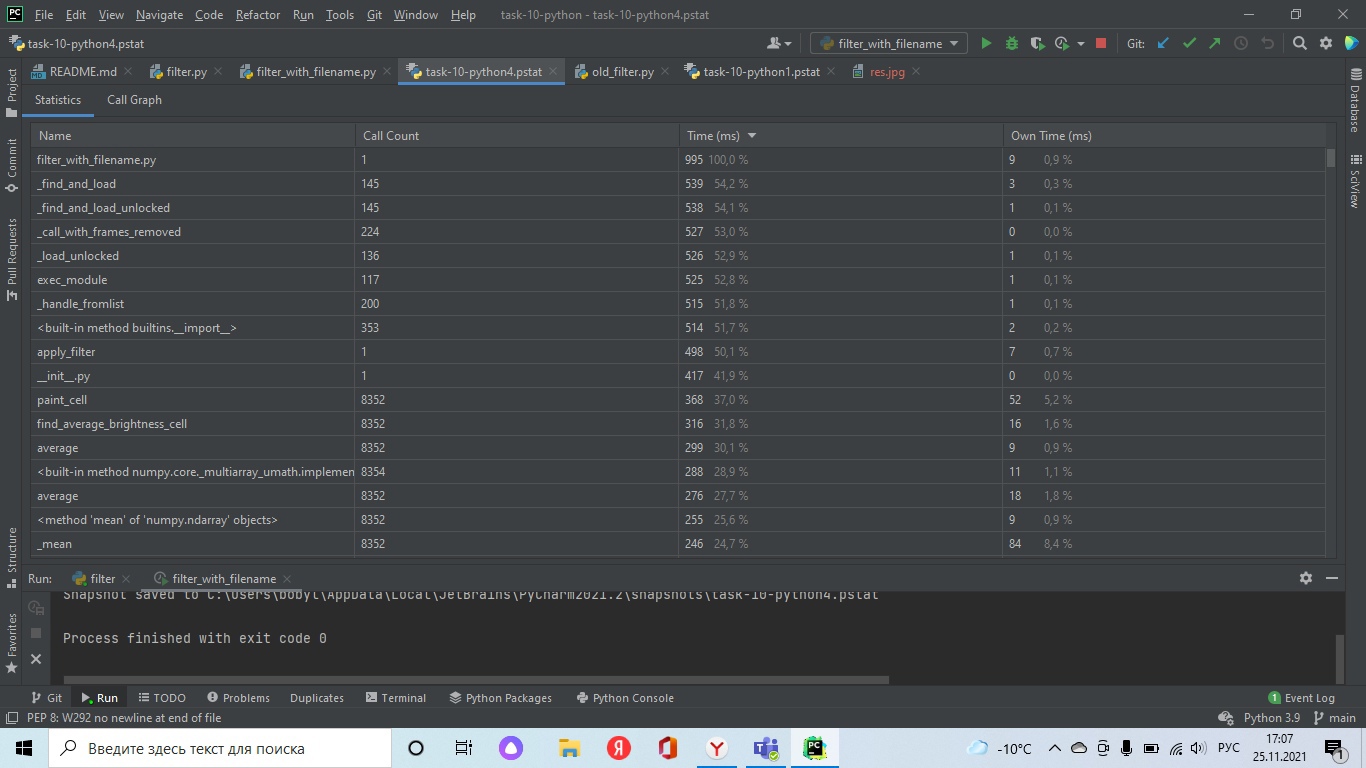 PC File Edit View Navigate Code Refactor Run Tools Git Window Help task-10-python - task-10-python4.pstat
task-10-python4.pstat filter_with_filename Git:
README.md filter.py filter_with_filename.py task-10-python4.pstat old_filter.py task-10-python1.pstat res.jpg
Statistics Call Graph
Name Call Count Time (ms) Own Time (ms)
filter_with_filename.py 1 995 100,0 % 9 0,9 %
_find_and_load 145 539 54,2 % 3 0,3 %
_find_and_load_unlocked 145 538 54,1 % 1 0,1 %
_call_with_frames_removed 224 527 53,0 % 0 0,0 %
_load_unlocked 136 526 52,9 % 1 0,1 %
exec_module 117 525 52,8 % 1 0,1 %
_handle_fromlist 200 515 51,8 % 1 0,1 %
<built-in method builtins.__import__> 353 514 51,7 % 2 0,2 %
apply_filter 1 498 50,1 % 7 0,7 %
__init__.py 1 417 41,9 % 0 0,0 %
paint_cell 8352 368 37,0 % 52 5,2 %
find_average_brightness_cell 8352 316 31,8 % 16 1,6 %
average 8352 299 30,1 % 9 0,9 %
<built-in method numpy.core._multiarray_umath.implemen 8354 288 28,9 % 11 1,1 %
average 8352 276 27,7 % 18 1,8 %
<method 'mean' of 'numpy.ndarray' objects> 8352 255 25,6 % 9 0,9 %
_mean 8352 246 24,7 % 84 8,4 %
Project
Commit
Pull Requests
Structure
Favorites
Database
SciView
Run: filter filter_with_filename
Snapshot saved to C:\Users\bobyl\AppData\Local\JetBrains\PyCharm2021.2\snapshots\task-10-python4.pstat
Process finished with exit code 0
Git Run TODO Problems Duplicates Terminal Python Packages Python Console 1 Event Log
PEP 8: W292 no newline at end of file Python 3.9 main
Введите здесь текст для поиска Я Y PC -10°C РУС 17:07
25.11.2021 1